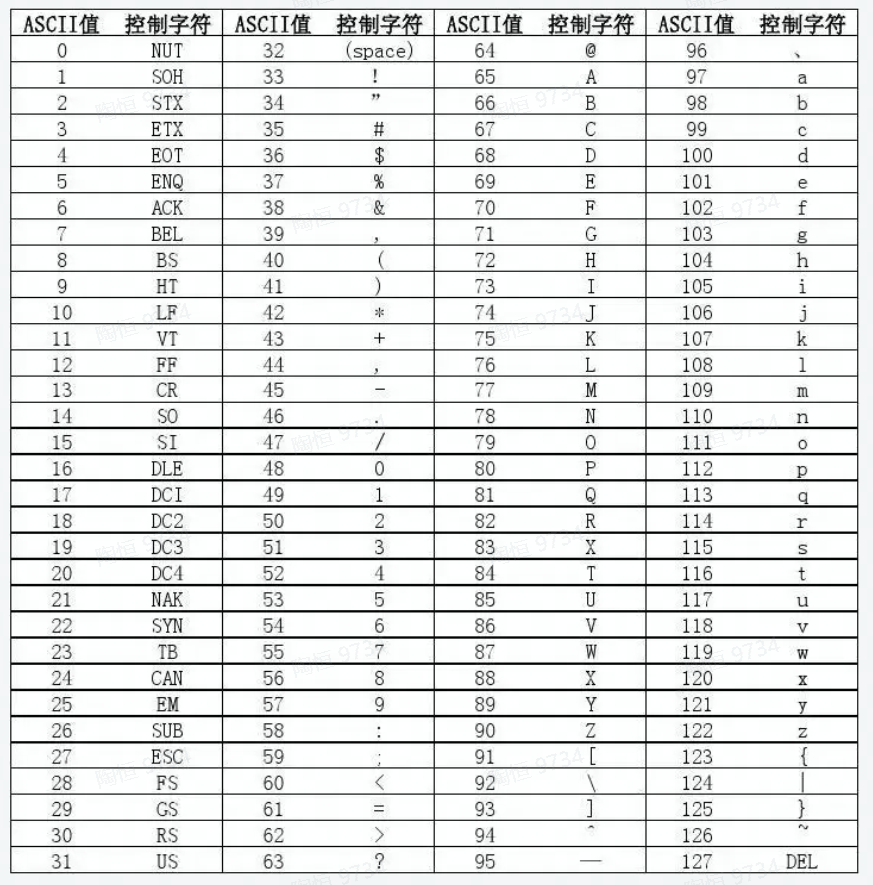 ASCII值 控制字符 ASCII值 控制字符 ASCII值 控制字符 ASCII值 控制字符
0 NUT 32 (space) 64 @ 96 、
1 SOH 33 ! 65 A 97 a
2 STX 34 ” 66 B 98 b
3 ETX 35 # 67 C 99 c
4 EOT 36 $ 68 D 100 d
5 ENQ 37 % 69 E 101 e
6 ACK 38 & 70 F 102 f
7 BEL 39 , 71 G 103 g
8 BS 40 ( 72 H 104 h
9 HT 41 ) 73 I 105 i
10 LF 42 * 74 J 106 j
11 VT 43 + 75 K 107 k
12 FF 44 , 76 L 108 l
13 CR 45 - 77 M 109 m
14 SO 46 . 78 N 110 n
15 SI 47 / 79 O 111 o
16 DLE 48 0 80 P 112 p
17 DCI 49 1 81 Q 113 q
18 DC2 50 2 82 R 114 r
19 DC3 51 3 83 X 115 s
20 DC4 52 4 84 T 116 t
21 NAK 53 5 85 U 117 u
22 SYN 54 6 86 V 118 v
23 TB 55 7 87 W 119 w
24 CAN 56 8 88 X 120 x
25 EM 57 9 89 Y 121 y
26 SUB 58 : 90 Z 122 z
27 ESC 59 ; 91 [ 123 {
28 FS 60 < 92 \ 124 |
29 GS 61 = 93 ] 125 }
30 RS 62 > 94 ^ 126 ~
31 US 63 ? 95 — 127 DEL
陶恒 9734